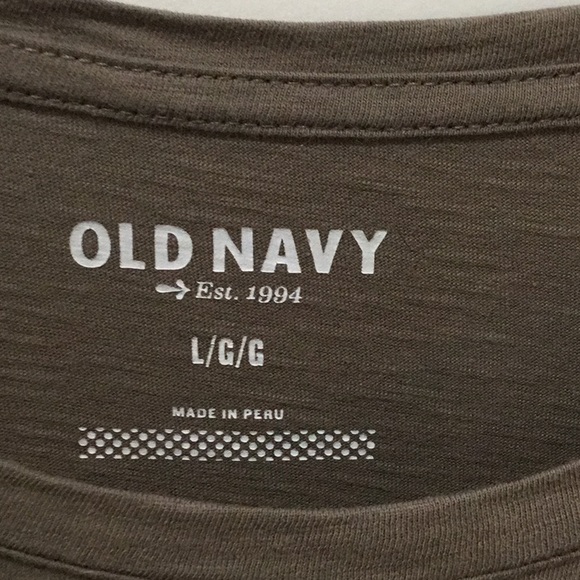 OLD NAVY
Est. 1994
L/G/G
MADE IN PERU